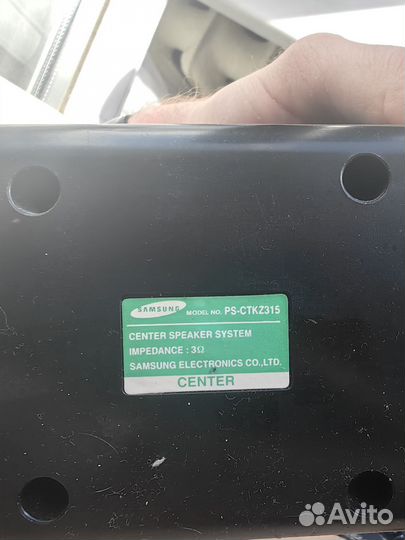 SAMSUNG MODEL NO. PS-CTKZ315
CENTER SPEAKER SYSTEM
IMPEDANCE : 3Ω
SAMSUNG ELECTRONICS CO.,LTD.
CENTER
Avito